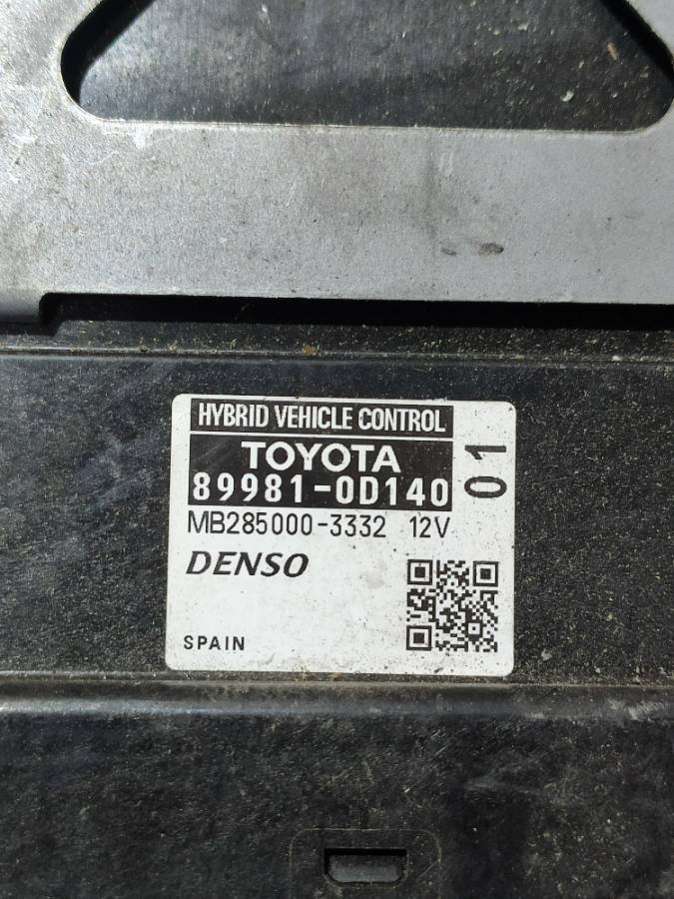 HYBRID VEHICLE CONTROL
TOYOTA
89981-0D140
01
MB285000-3332 12V
DENSO
SPAIN